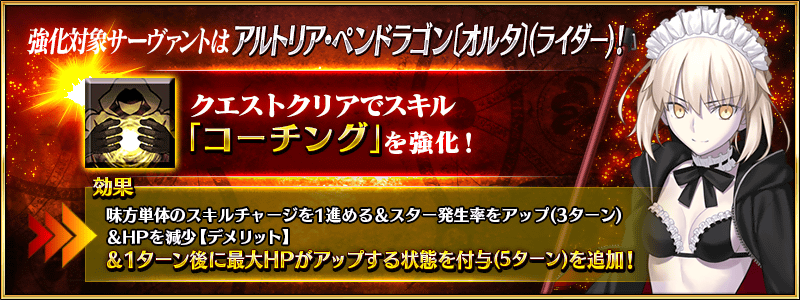 強化対象サーヴァントはアルトリア・ペンドラゴン〔オルタ〕(ライダー)!
クエストクリアでスキル
「コーチング」を強化!
効果
味方単体のスキルチャージを1進める&スター発生率をアップ(3ターン)
&HPを減少【デメリット】
&1ターン後に最大HPがアップする状態を付与(5ターン)を追加!